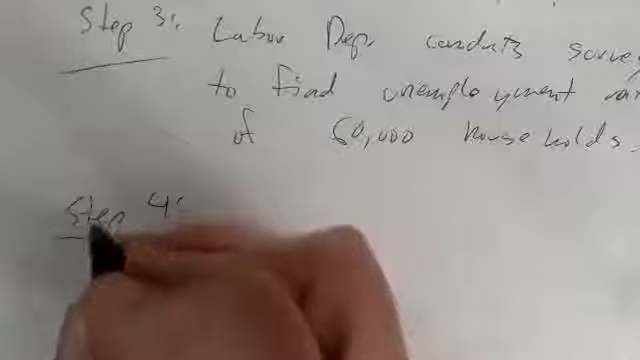 Step 3: Labor Dep. conducts survey
to find unemployment
of 60,000 households.
Step 4: